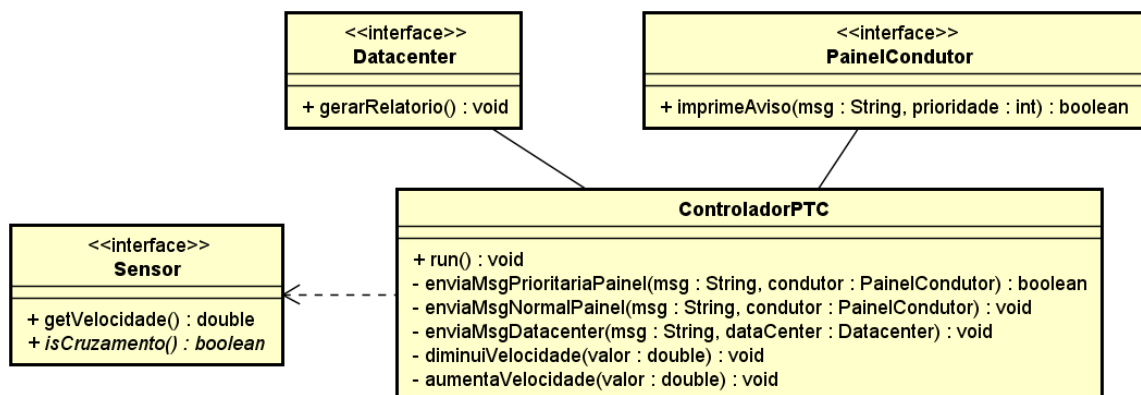 <<interface>>
Datacenter
+ gerarRelatorio() : void
<<interface>>
PainelCondutor
+ imprimeAviso(msg : String, prioridade : int) : boolean
<<interface>>
Sensor
+ getVelocidade() : double
+ isCruzamento() : boolean
ControladorPTC
+ run() : void
- enviaMsgPrioritariaPainel(msg : String, condutor : PainelCondutor) : boolean
- enviaMsgNormalPainel(msg : String, condutor : PainelCondutor) : void
- enviaMsgDatacenter(msg : String, dataCenter : Datacenter) : void
- diminuiVelocidade(valor : double) : void
- aumentaVelocidade(valor : double) : void